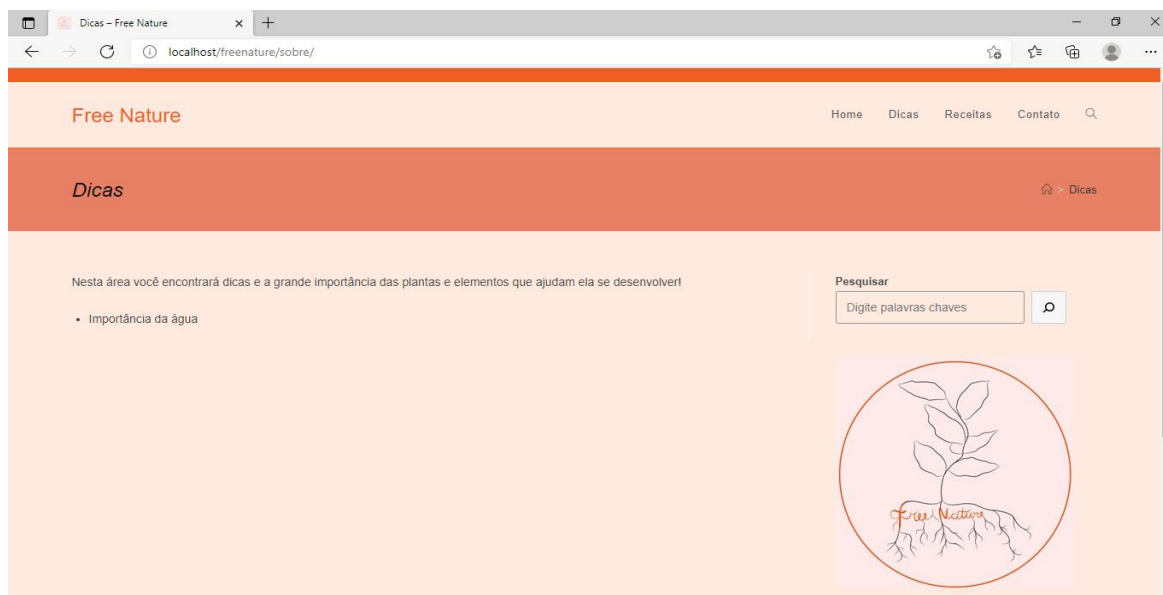 Dicas – Free Nature
localhost/freenature/sobre/
Free Nature
Home Dicas Receitas Contato
Dicas
> Dicas
Nesta área você encontrará dicas e a grande importância das plantas e elementos que ajudam ela se desenvolver!
• Importância da água
Pesquisar
Digite palavras chaves
Free Nature